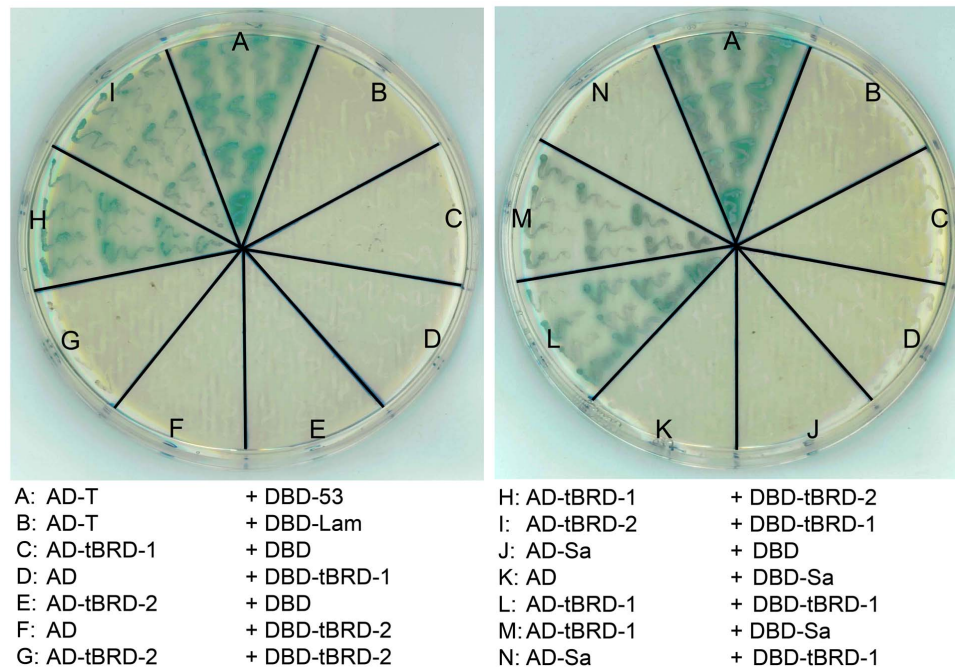 A
B
I
H
C
G
D
F
E
A
N
B
M
C
L
D
K
J
A: AD-T + DBD-53
B: AD-T + DBD-Lam
C: AD-tBRD-1 + DBD
D: AD + DBD-tBRD-1
E: AD-tBRD-2 + DBD
F: AD + DBD-tBRD-2
G: AD-tBRD-2 + DBD-tBRD-2
H: AD-tBRD-1 + DBD-tBRD-2
I: AD-tBRD-2 + DBD-tBRD-1
J: AD-Sa + DBD
K: AD + DBD-Sa
L: AD-tBRD-1 + DBD-tBRD-1
M: AD-tBRD-1 + DBD-Sa
N: AD-Sa + DBD-tBRD-1